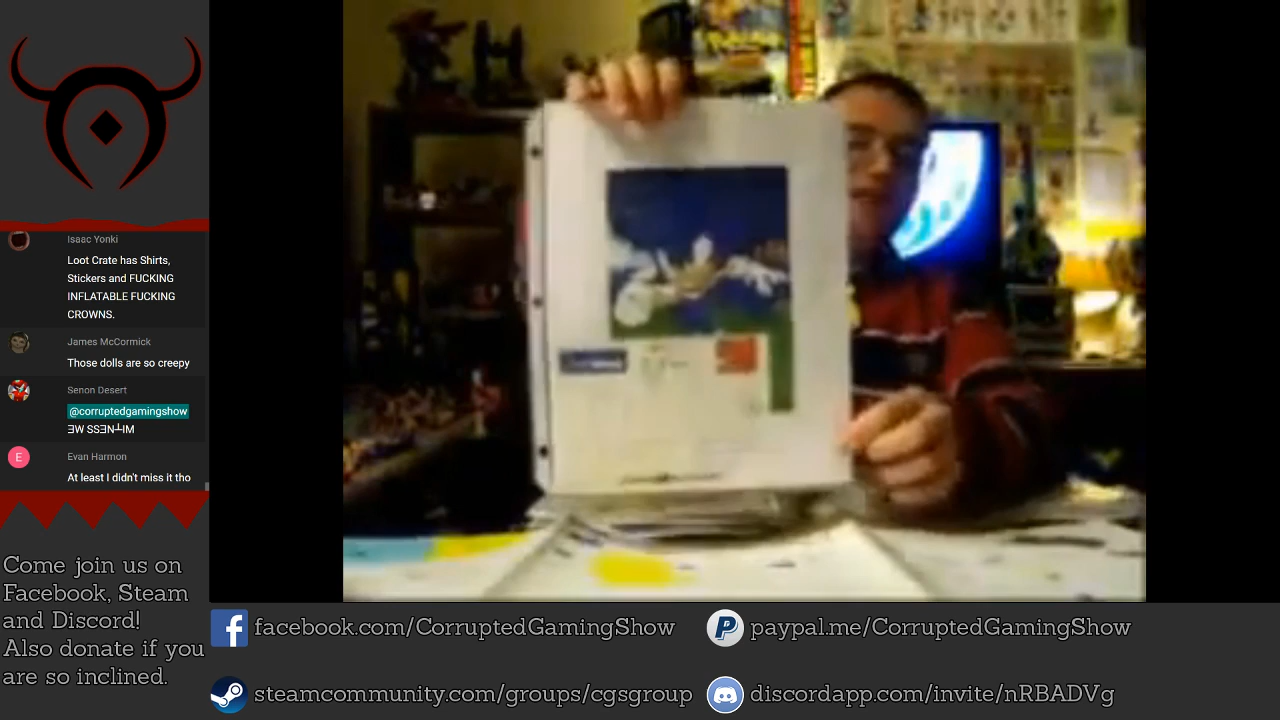 Isaac Yonki
Loot Crate has Shirts,
Stickers and FUCKING
INFLATABLE FUCKING
CROWNS.
James McCormick
Those dolls are so creepy
Senon Desert
@corruptedgamingshow
ƎW SSƎN┴IM
E
Evan Harmon
At least I didn't miss it tho
Come join us on
Facebook, Steam
and Discord!
Also donate if you
are so inclined.
facebook.com/CorruptedGamingShow
paypal.me/CorruptedGamingShow
steamcommunity.com/groups/cgsgroup
discordapp.com/invite/nRBADVg